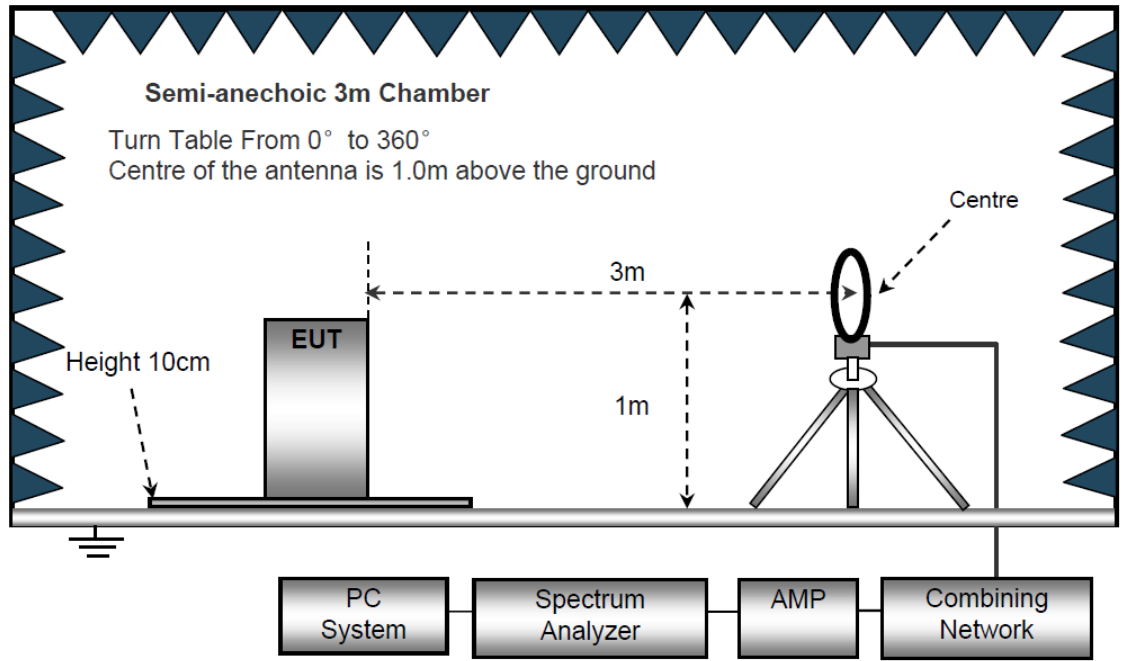 Semi-anechoic 3m Chamber
Turn Table From 0° to 360°
Centre of the antenna is 1.0m above the ground
Centre
3m
EUT
Height 10cm
1m
PC
System
Spectrum
Analyzer
AMP
Combining
Network